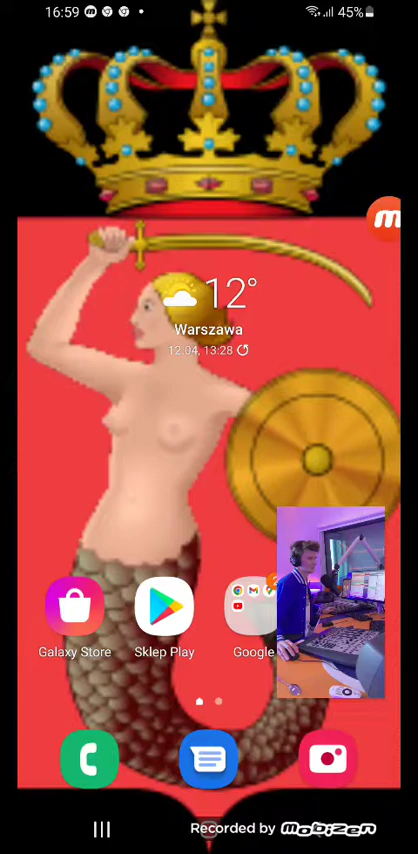 16:59
45%
12°
Warszawa
12.04, 13:28
Galaxy Store
Sklep Play
Google
Recorded by mobizen